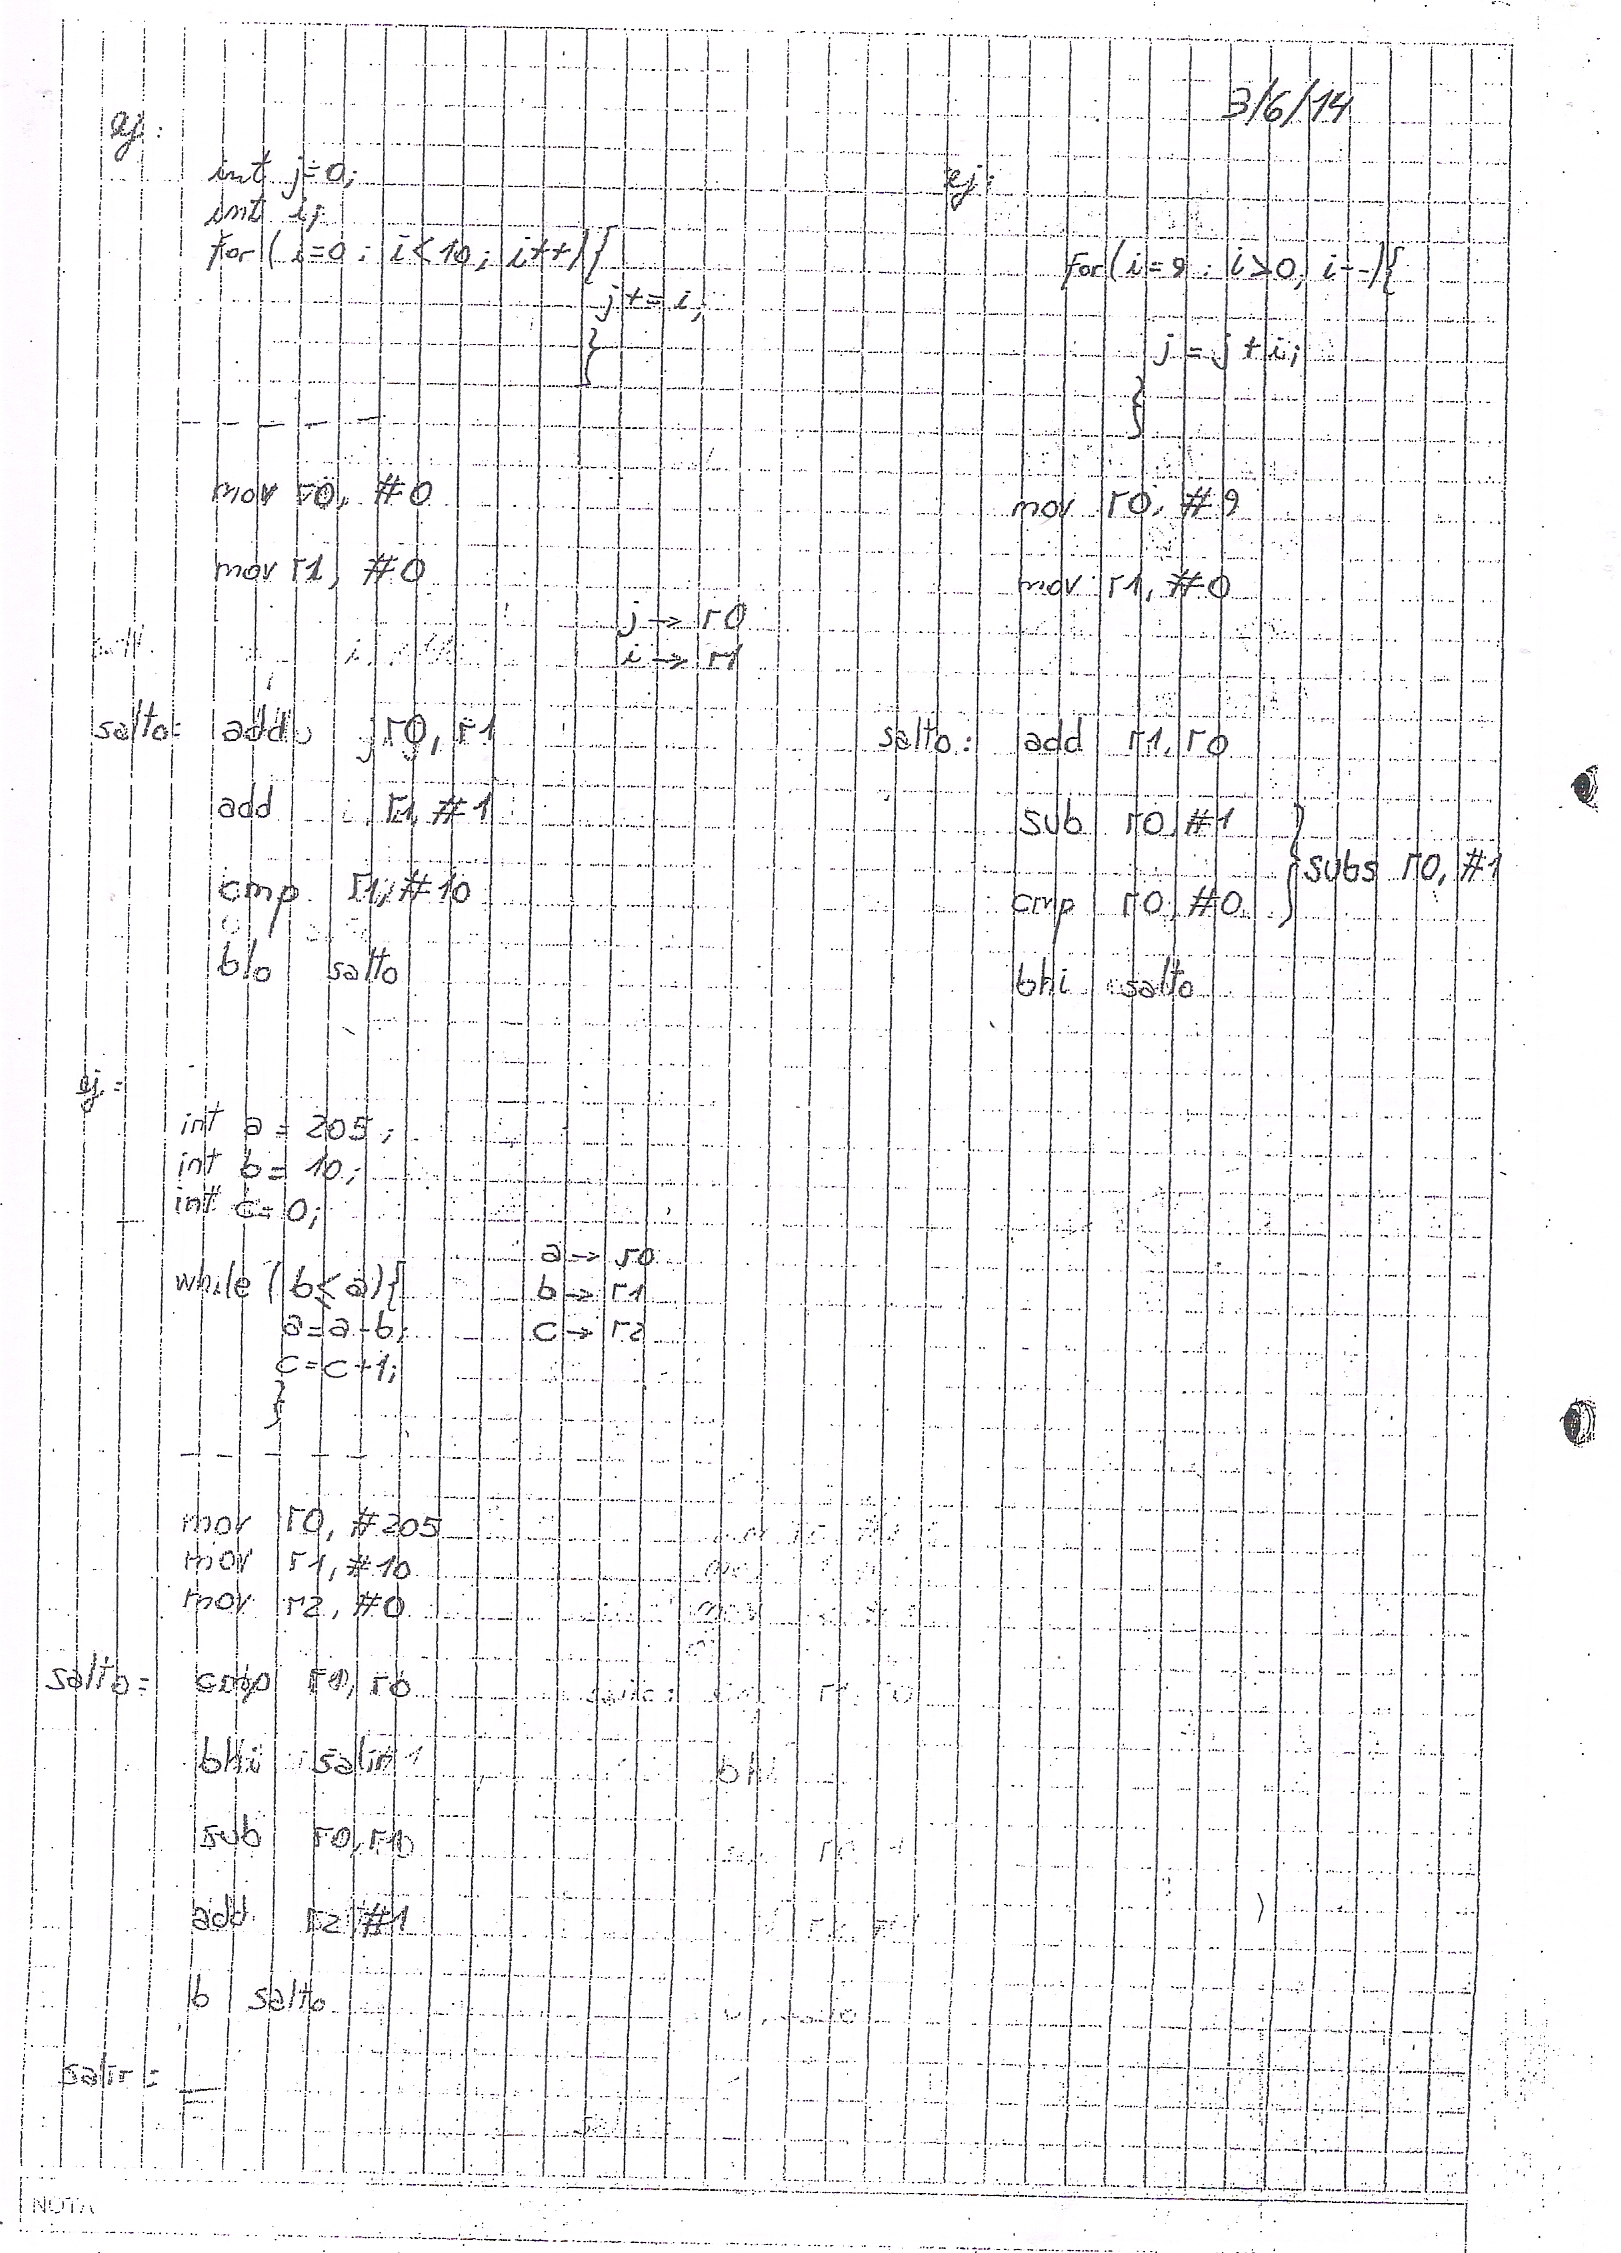 3/6/14
ej:
int j=0;
int i;
for (i=0; i<10; i++){
j+=i;
}
mov r0, #0
mov r1, #0
j → r0
i → r1
salto: add r0, r1
add r1, #1
cmp r1, #10
blo salto
ej:
for (i=9; i>0; i--){
j=j+i;
}
mov r0, #9
mov r1, #0
salto: add r1, r0
sub r0, #1
cmp r0, #0
} subs r0, #1
bhi salto
ej:
int a=205;
int b=10;
int c=0;
while (b<a){
a=a-b;
c=c+1;
}
a → r0
b → r1
c → r2
mov r0, #205
mov r1, #10
mov r2, #0
salto: cmp r1, r0
bhi salir
sub r0, r1
add r2, #1
b salto
salir:
NOTA